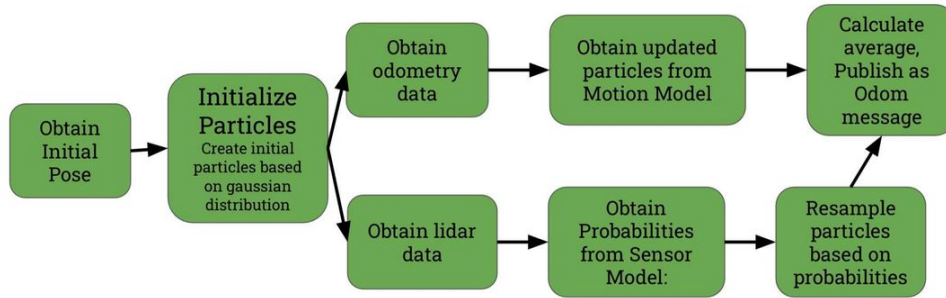 Obtain
Initial
Pose
Initialize
Particles
Create initial
particles based
on gaussian
distribution
Obtain
odometry
data
Obtain updated
particles from
Motion Model
Calculate
average,
Publish as
Odom
message
Obtain lidar
data
Obtain
Probabilities
from Sensor
Model:
Resample
particles
based on
probabilities